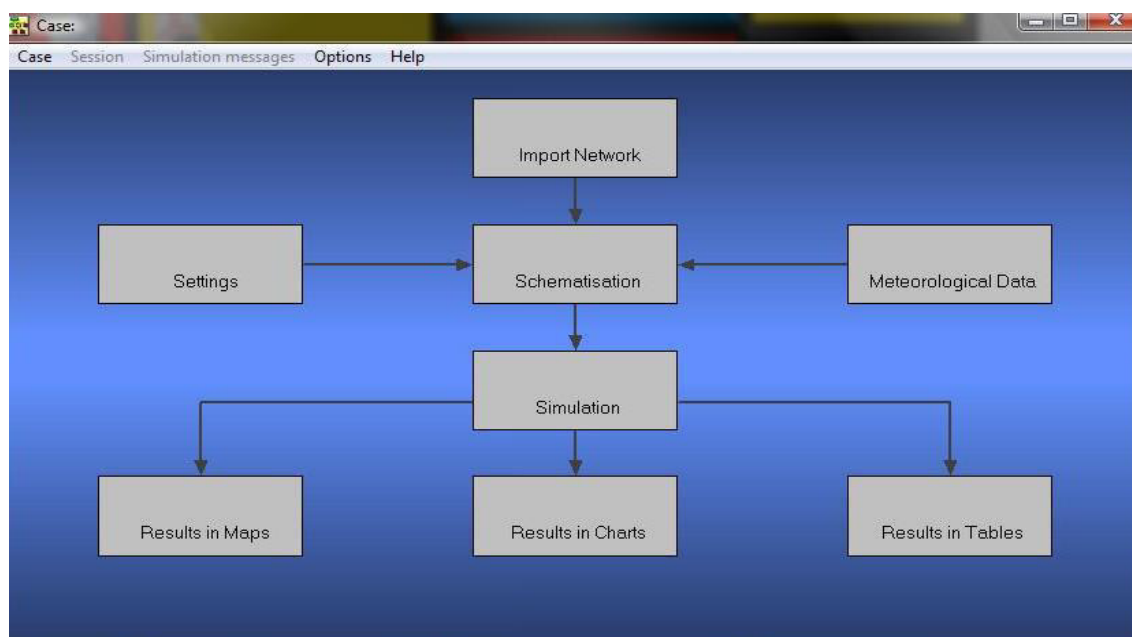 Case:
Case Session Simulation messages Options Help
Import Network
Settings Schematisation Meteorological Data
Simulation
Results in Maps Results in Charts Results in Tables